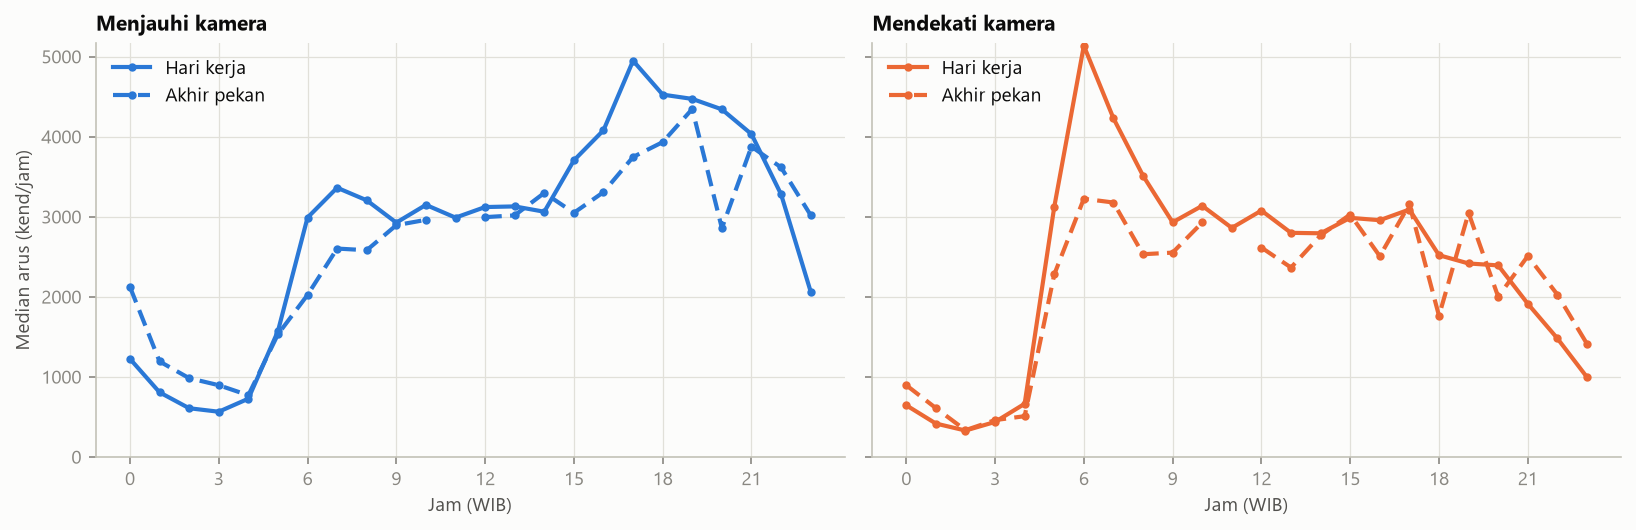 Menjauhi kamera
Hari kerja
Akhir pekan
Median arus (kend/jam)
5000
4000
3000
2000
1000
0
0 3 6 9 12 15 18 21
Jam (WIB)
Mendekati kamera
Hari kerja
Akhir pekan
0 3 6 9 12 15 18 21
Jam (WIB)